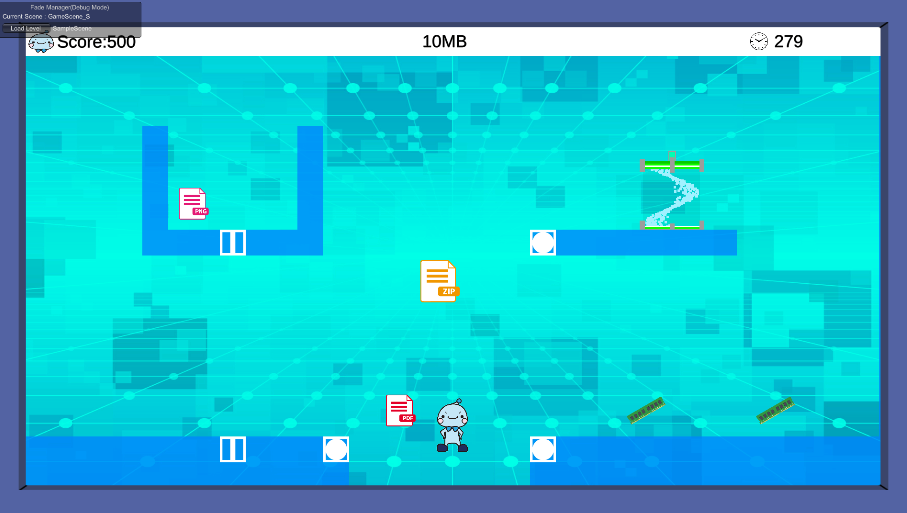 Fade Manager(Debug Mode)
Current Scene : GameScene_S
Load Level
SampleScene
Score:500
10MB
279
PNG
ZIP
PDF